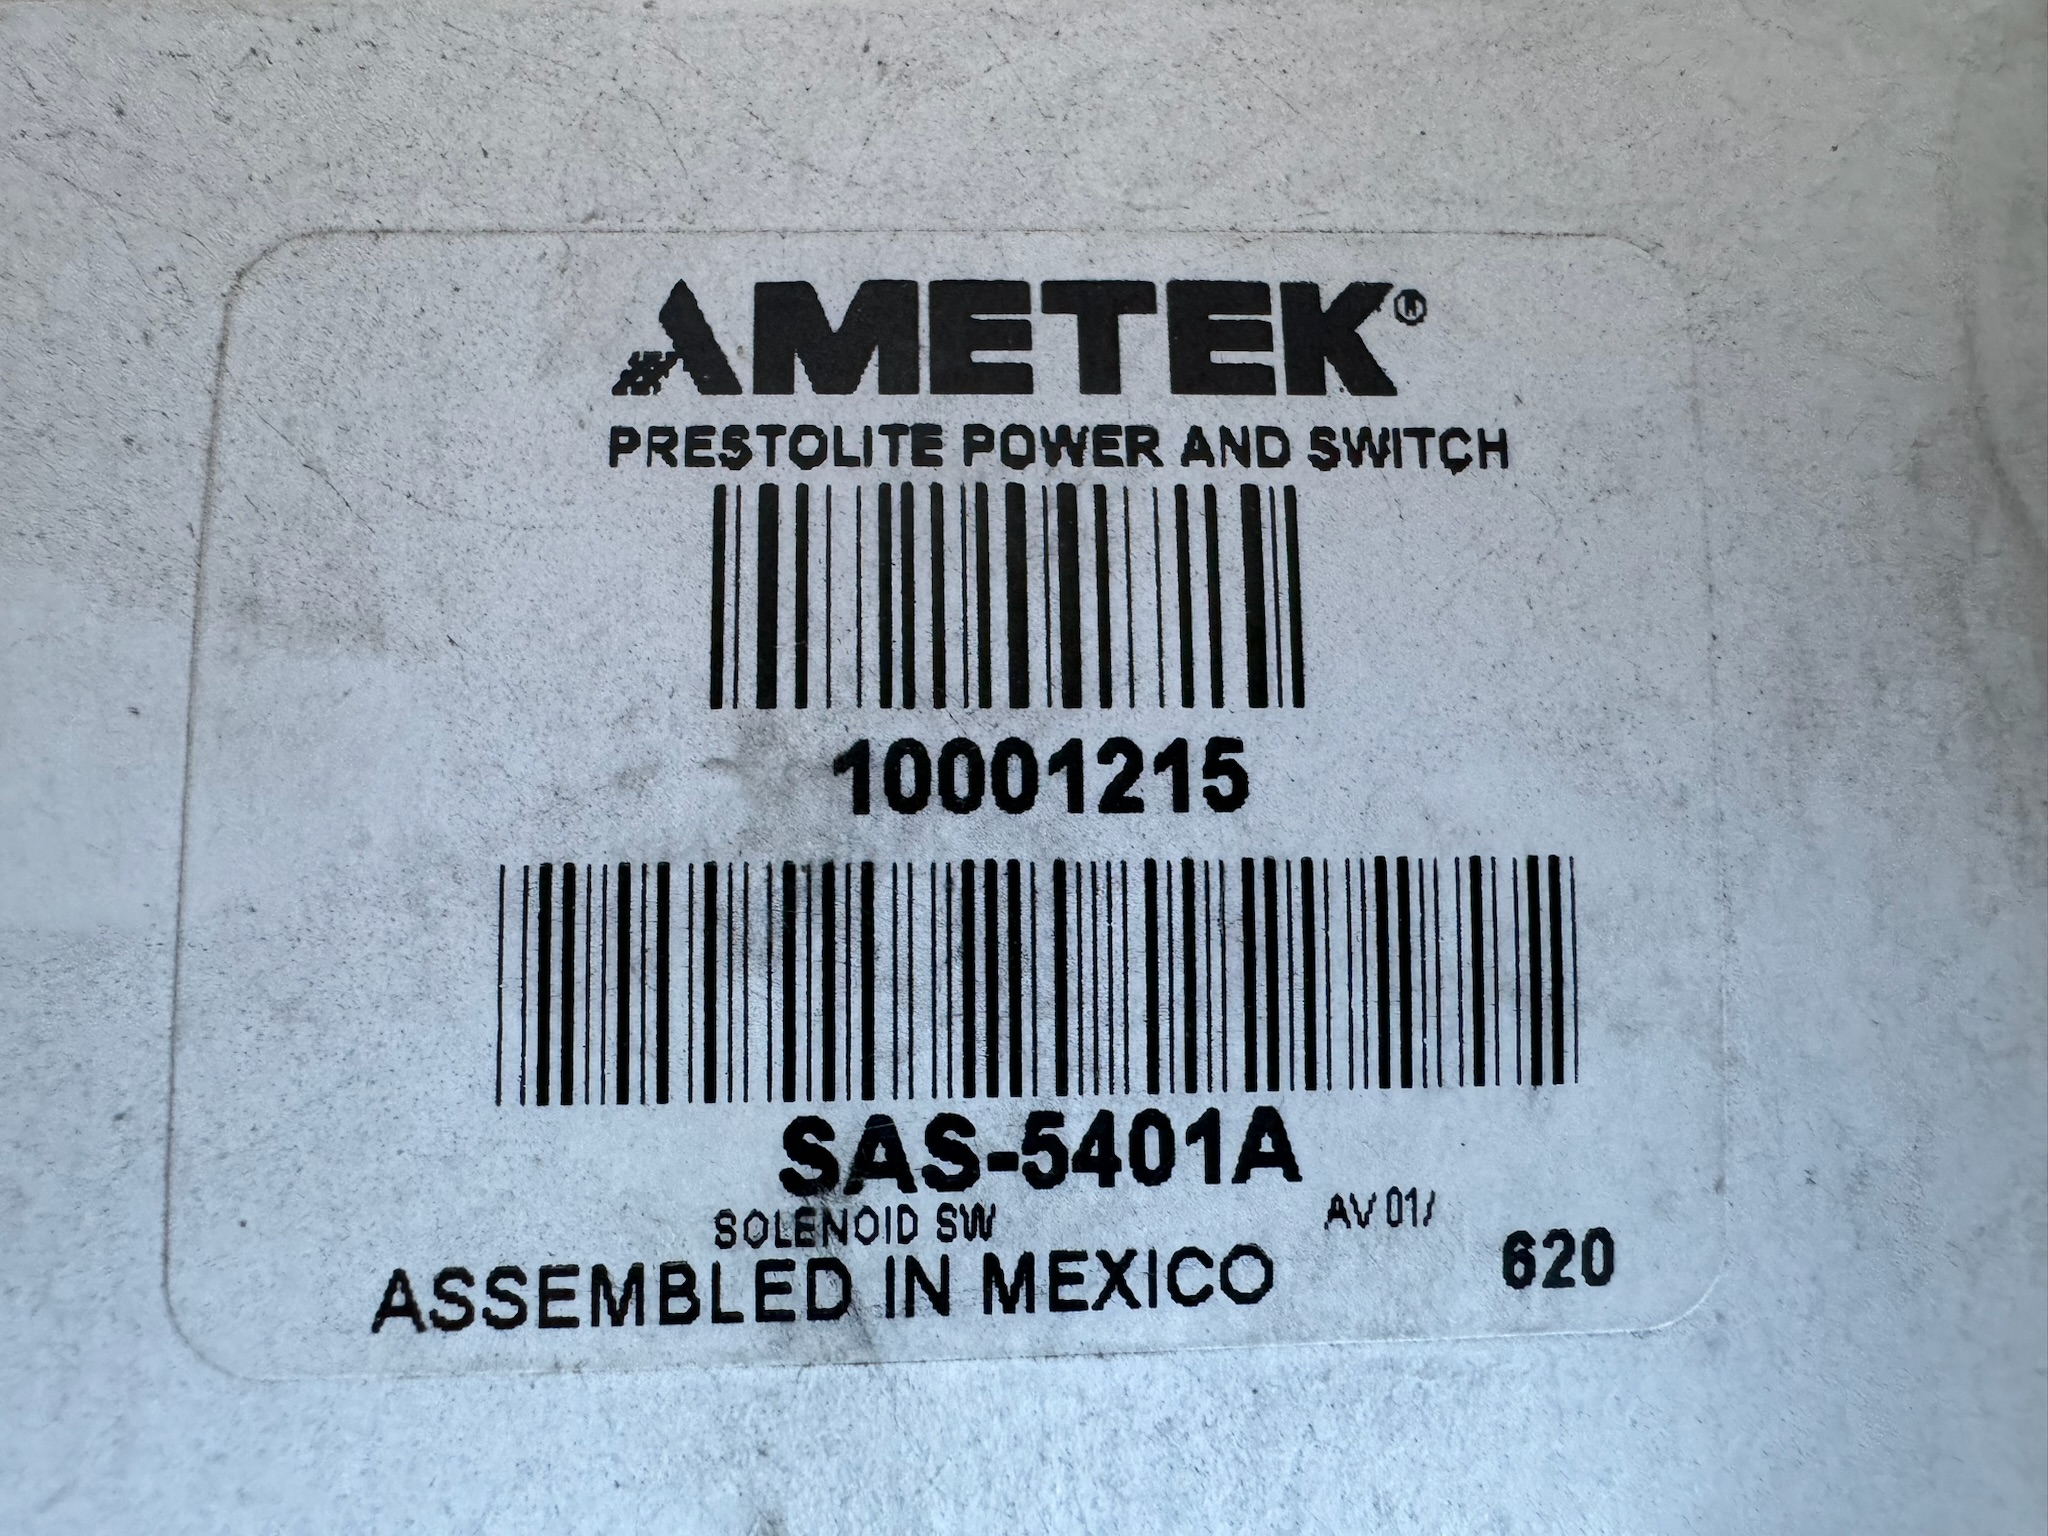 AMETEK®
PRESTOLITE POWER AND SWITCH
10001215
SAS-5401A
SOLENOID SW AV 01/
ASSEMBLED IN MEXICO 620